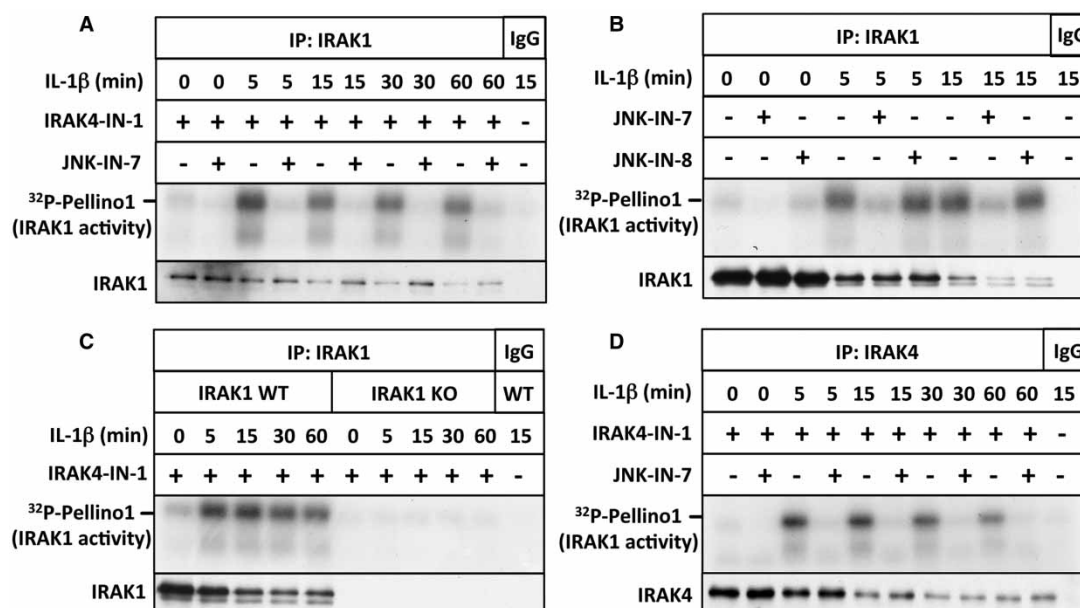 A
IP: IRAK1 IgG
IL-1β (min) 0 0 5 5 15 15 30 30 60 60 15
IRAK4-IN-1 + + + + + + + + + + -
JNK-IN-7 - + - + - + - + - + -
³²P-Pellino1
(IRAK1 activity)
IRAK1
B
IP: IRAK1 IgG
IL-1β (min) 0 0 0 5 5 5 15 15 15 15
JNK-IN-7 - + - - + - - + - -
JNK-IN-8 - - + - - + - - + -
³²P-Pellino1
(IRAK1 activity)
IRAK1
C
IP: IRAK1 IgG
IRAK1 WT IRAK1 KO WT
IL-1β (min) 0 5 15 30 60 0 5 15 30 60 15
IRAK4-IN-1 + + + + + + + + + + -
³²P-Pellino1
(IRAK1 activity)
IRAK1
D
IP: IRAK4 IgG
IL-1β (min) 0 0 5 5 15 15 30 30 60 60 15
IRAK4-IN-1 + + + + + + + + + + -
JNK-IN-7 - + - + - + - + - + -
³²P-Pellino1
(IRAK1 activity)
IRAK4